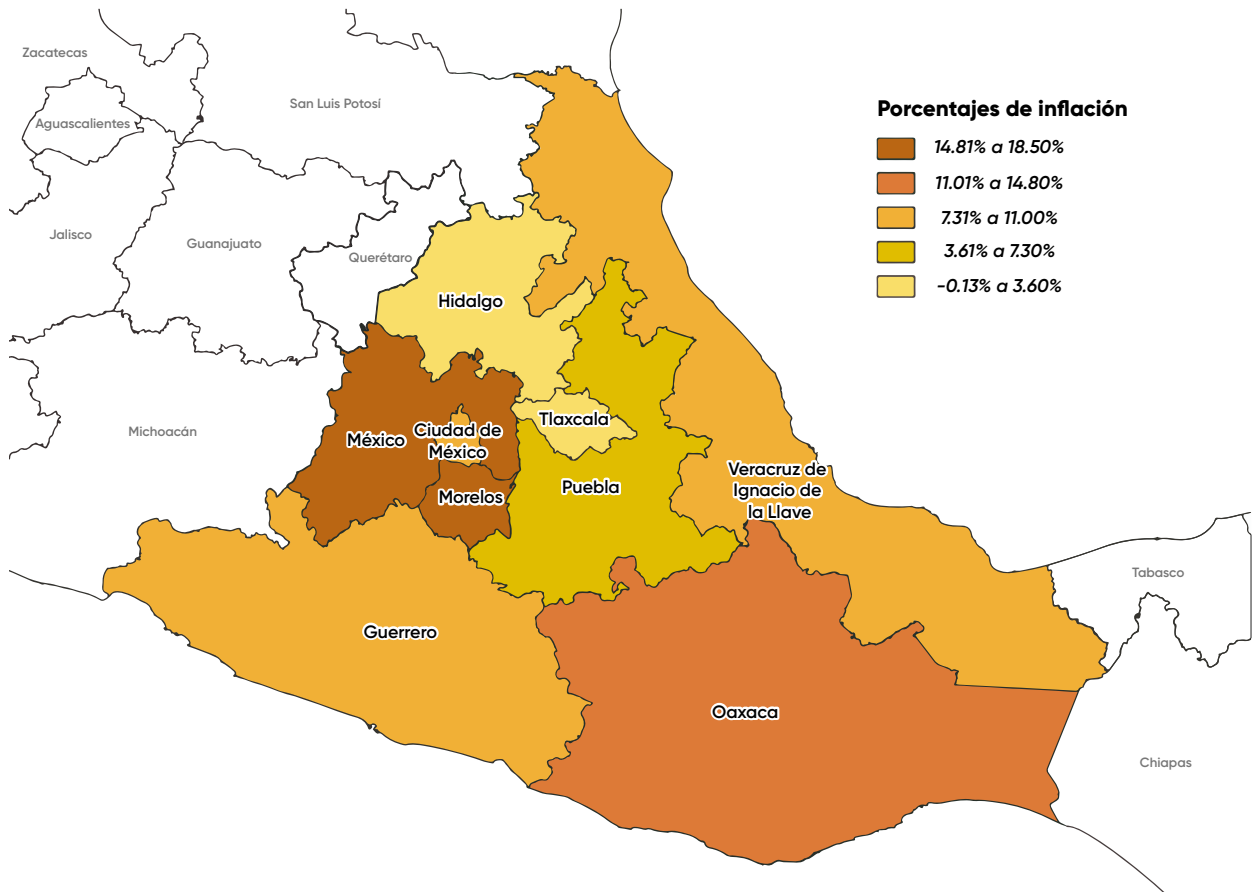 Zacatecas
San Luis Potosí
Aguascalientes
Porcentajes de inflación
14.81% a 18.50%
11.01% a 14.80%
7.31% a 11.00%
3.61% a 7.30%
-0.13% a 3.60%
Jalisco
Guanajuato
Querétaro
Hidalgo
Michoacán
México
Ciudad de
México
Tlaxcala
Morelos
Puebla
Veracruz de
Ignacio de
la Llave
Tabasco
Guerrero
Oaxaca
Chiapas